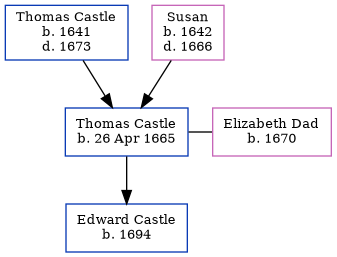 Thomas Castle
b. 1641
d. 1673
Susan
b. 1642
d. 1666
Thomas Castle
b. 26 Apr 1665
Elizabeth Dad
b. 1670
Edward Castle
b. 1694